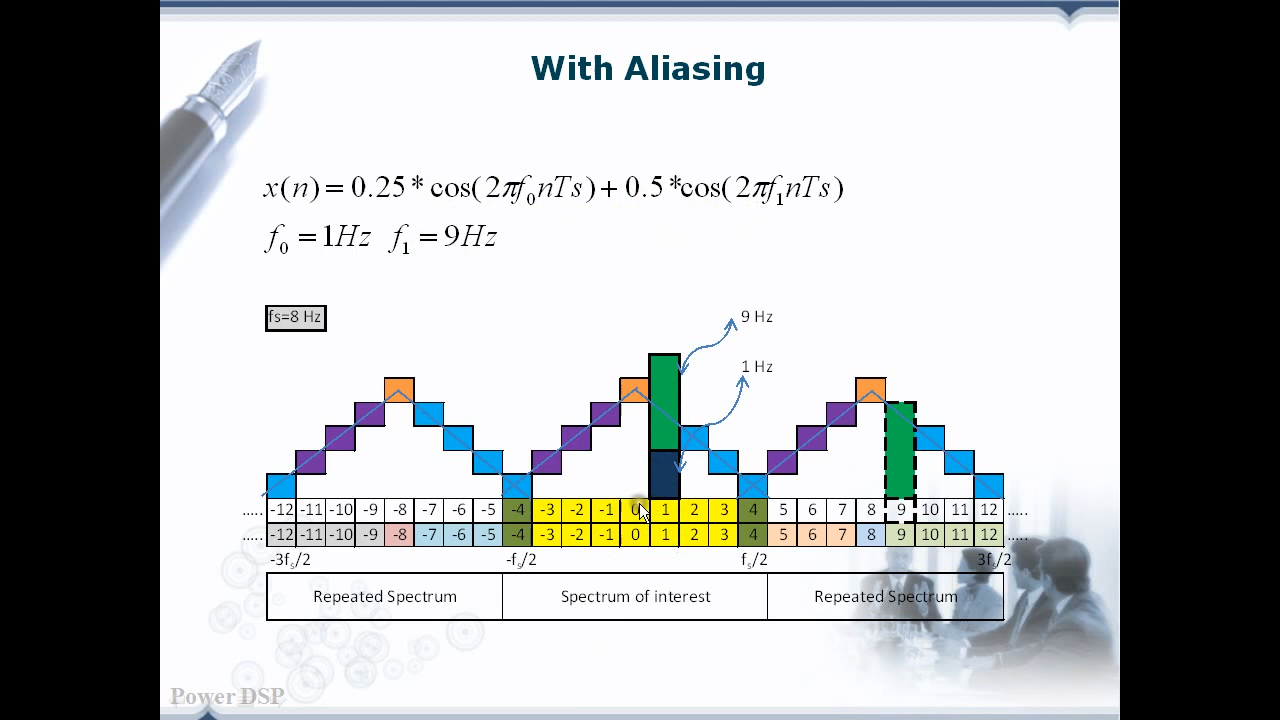 With Aliasing
x(n) = 0.25* cos(2πf₀nTs) + 0.5*cos(2πf₁nTs)
f₀ = 1Hz f₁ = 9Hz
fs=8 Hz
9 Hz
1 Hz
..... -12 -11 -10 -9 -8 -7 -6 -5 -4 -3 -2 -1 0 1 2 3 4 5 6 7 8 9 10 11 12 .....
..... -12 -11 -10 -9 -8 -7 -6 -5 -4 -3 -2 -1 0 1 2 3 4 5 6 7 8 9 10 11 12 .....
-3fₛ/2 -fₛ/2 fₛ/2 3fₛ/2
Repeated Spectrum Spectrum of interest Repeated Spectrum
Power DSP